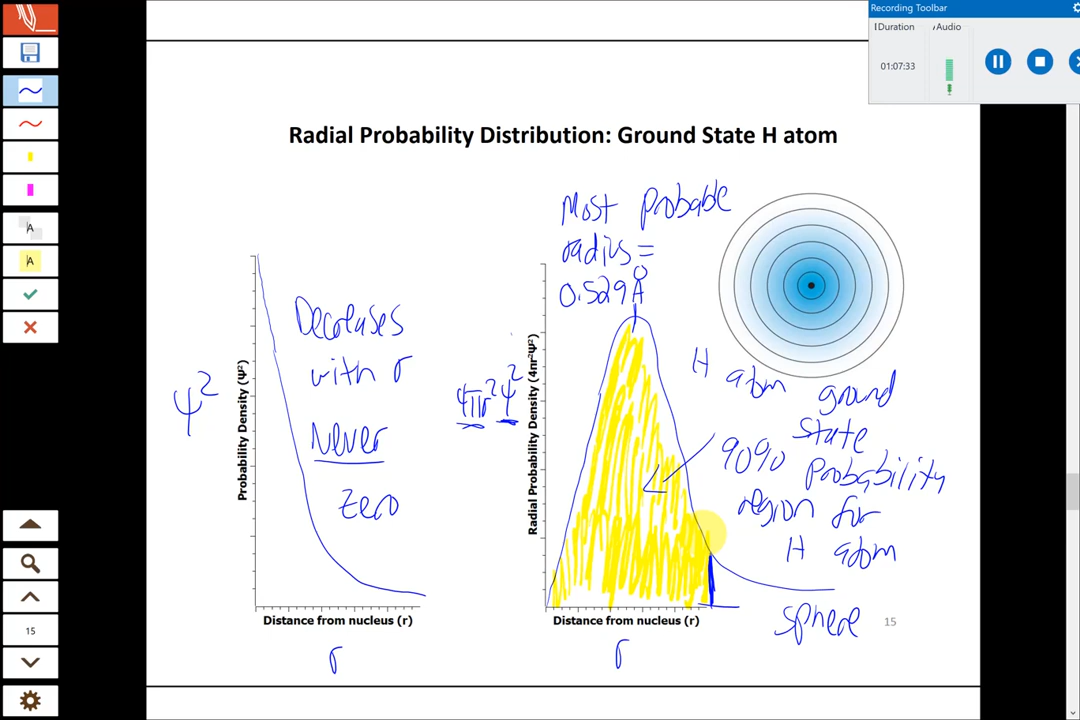 Recording Toolbar
Duration
Audio
01:07:33
Radial Probability Distribution: Ground State H atom
Most Probable
radius =
0.529Å
Decreases
with r
Never
Zero
Ψ²
Probability Density (Ψ²)
Distance from nucleus (r)
r
4πr²Ψ²
Radial Probability Density (4πr²Ψ²)
Distance from nucleus (r)
r
H atom ground
State
90% Probability
region for
H atom
Sphere
15
A
A
15